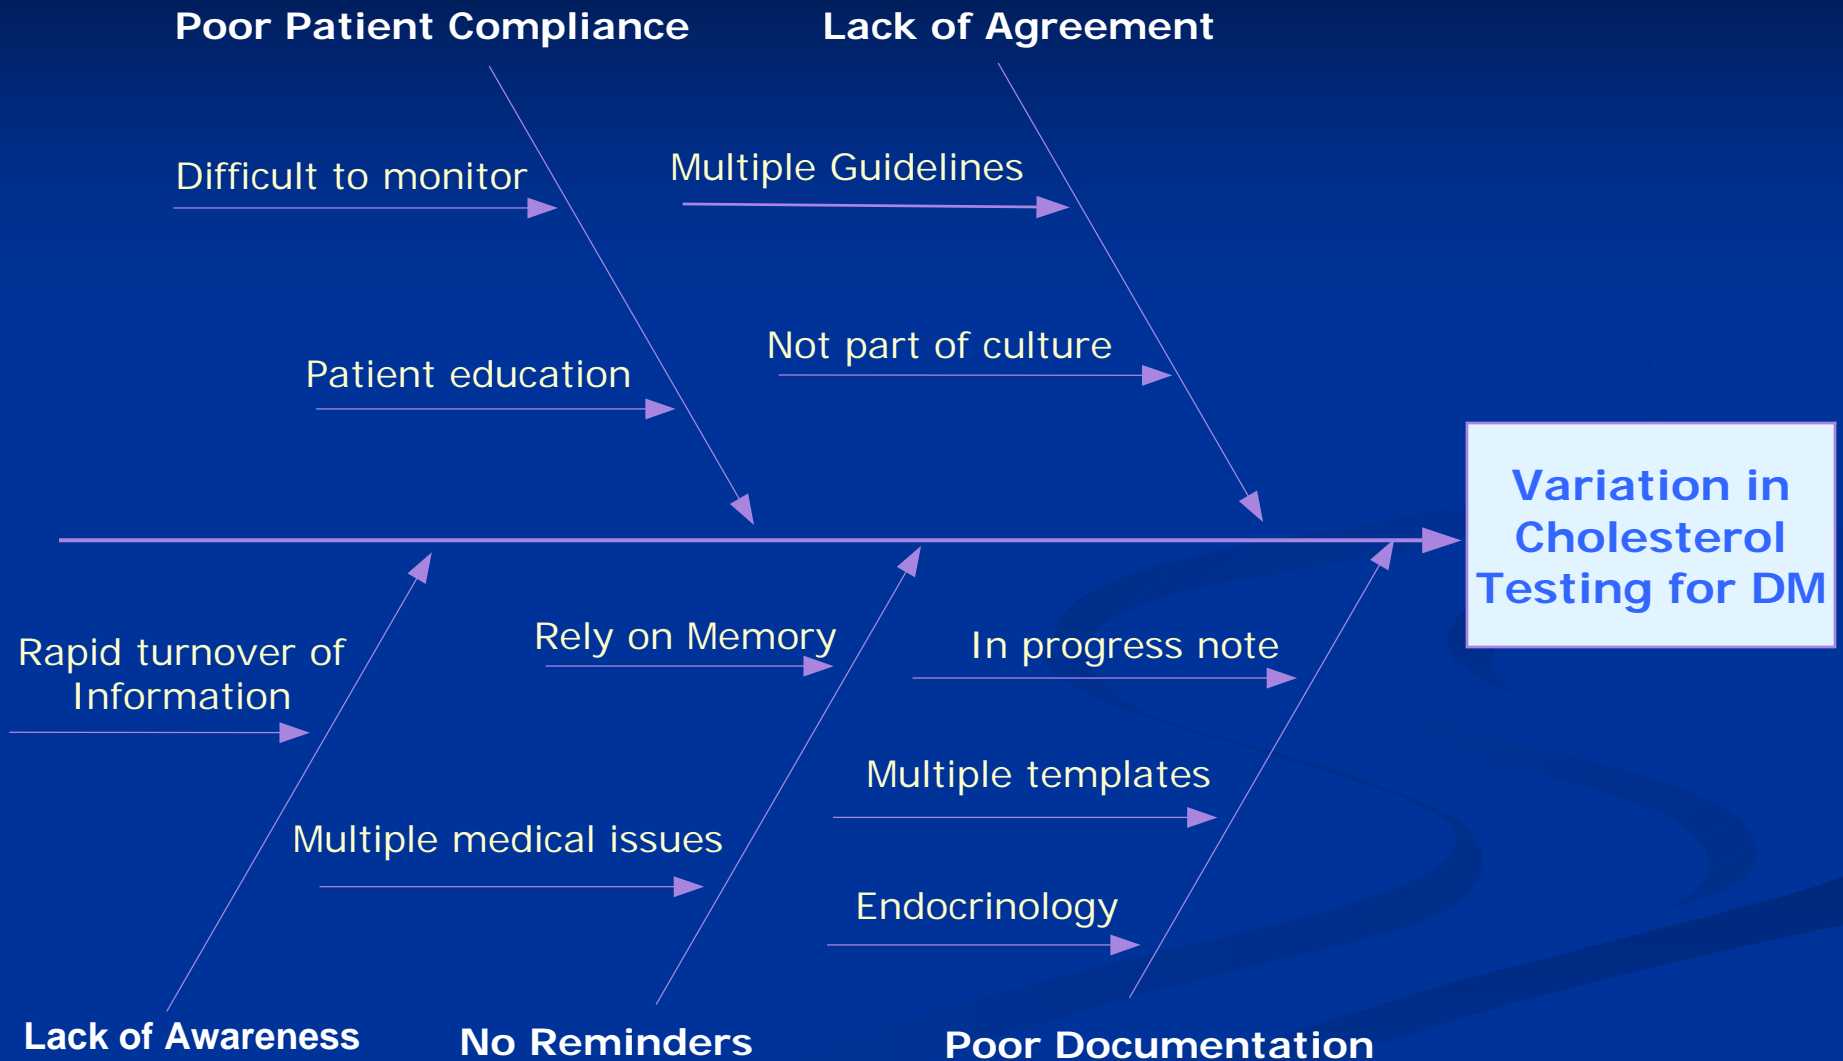 Poor Patient Compliance
Lack of Agreement
Difficult to monitor
Multiple Guidelines
Patient education
Not part of culture
Variation in
Cholesterol
Testing for DM
Rapid turnover of
Information
Rely on Memory
In progress note
Multiple medical issues
Multiple templates
Endocrinology
Lack of Awareness
No Reminders
Poor Documentation